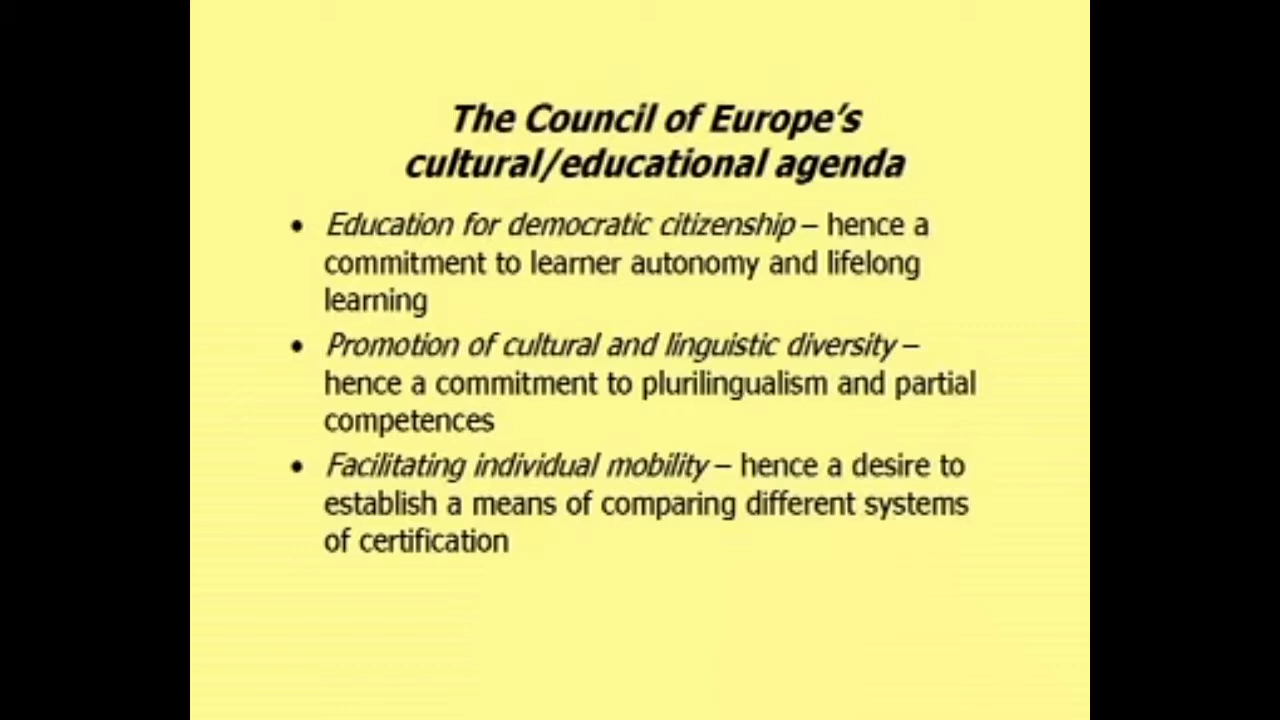 The Council of Europe's
cultural/educational agenda
• Education for democratic citizenship – hence a
commitment to learner autonomy and lifelong
learning
• Promotion of cultural and linguistic diversity –
hence a commitment to plurilingualism and partial
competences
• Facilitating individual mobility – hence a desire to
establish a means of comparing different systems
of certification